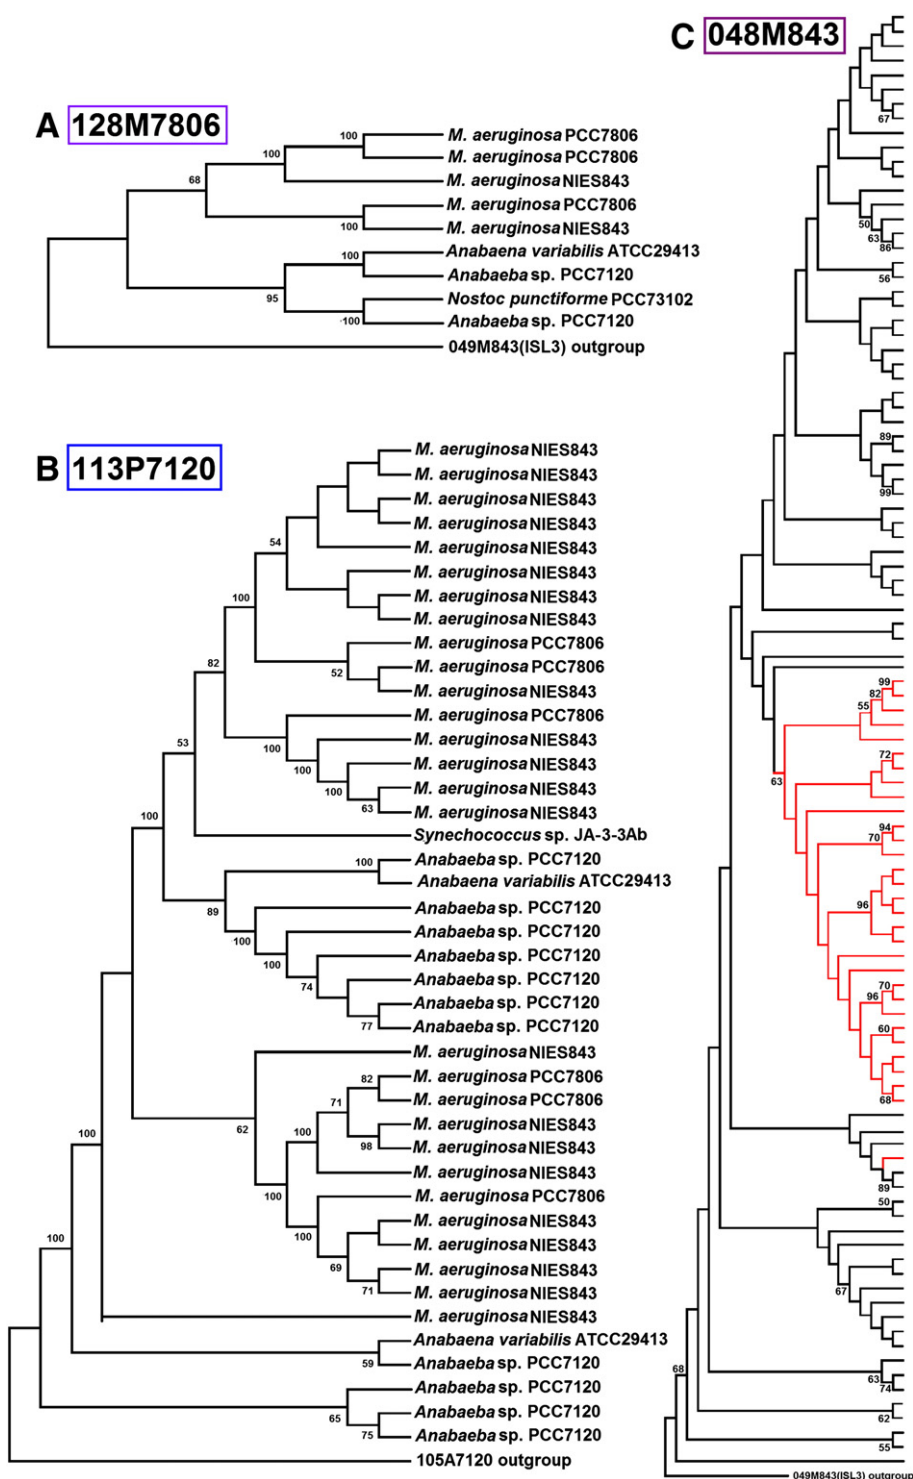 C 048M843
A 128M7806
67
100
M. aeruginosa PCC7806
100
M. aeruginosa PCC7806
68
M. aeruginosa NIES843
M. aeruginosa PCC7806
100
M. aeruginosa NIES843
50
63
86
100
Anabaena variabilis ATCC29413
Anabaeba sp. PCC7120
56
95
Nostoc punctiforme PCC73102
100
Anabaeba sp. PCC7120
049M843(ISL3) outgroup
B 113P7120
89
99
M. aeruginosa NIES843
M. aeruginosa NIES843
M. aeruginosa NIES843
M. aeruginosa NIES843
54
M. aeruginosa NIES843
M. aeruginosa NIES843
100
M. aeruginosa NIES843
M. aeruginosa NIES843
M. aeruginosa PCC7806
82
52
M. aeruginosa PCC7806
M. aeruginosa NIES843
M. aeruginosa PCC7806
53
100
M. aeruginosa NIES843
100
M. aeruginosa NIES843
100
M. aeruginosa NIES843
63
M. aeruginosa NIES843
100
Synechococcus sp. JA-3-3Ab
100
Anabaeba sp. PCC7120
Anabaena variabilis ATCC29413
89
Anabaeba sp. PCC7120
100
Anabaeba sp. PCC7120
100
Anabaeba sp. PCC7120
74
Anabaeba sp. PCC7120
Anabaeba sp. PCC7120
77
Anabaeba sp. PCC7120
M. aeruginosa NIES843
82
M. aeruginosa PCC7806
71
M. aeruginosa PCC7806
62
M. aeruginosa NIES843
100
98
M. aeruginosa NIES843
100
M. aeruginosa NIES843
100
M. aeruginosa PCC7806
100
M. aeruginosa NIES843
M. aeruginosa NIES843
69
M. aeruginosa NIES843
71
M. aeruginosa NIES843
100
M. aeruginosa NIES843
Anabaena variabilis ATCC29413
59
Anabaeba sp. PCC7120
Anabaeba sp. PCC7120
65
Anabaeba sp. PCC7120
75
Anabaeba sp. PCC7120
105A7120 outgroup
99
82
55
72
63
94
70
96
70
96
60
68
89
50
67
68
63
74
62
55
049M843(ISL3) outgroup